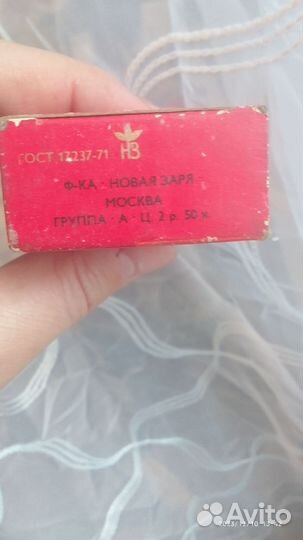 ГОСТ 17237-71 НЗ
Ф-КА · НОВАЯ ЗАРЯ ·
МОСКВА
ГРУППА · А · Ц. 2 р. 50 к.
Avito